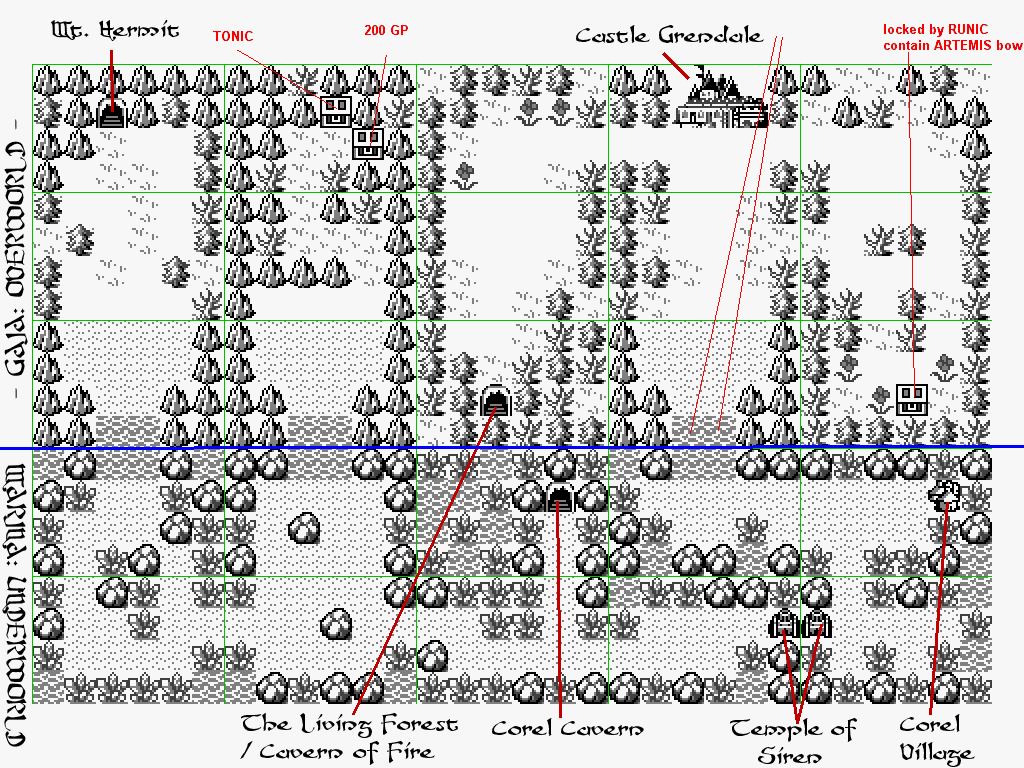 Mt. Hermit
TONIC
200 GP
Castle Grendale
locked by RUNIC
contain ARTEMIS bow
- GAIA: OVERWORLD -
MARINA: UNDERWORLD
The Living Forest
/ Cavern of Fire
Corel Cavern
Temple of
Siren
Corel
Village